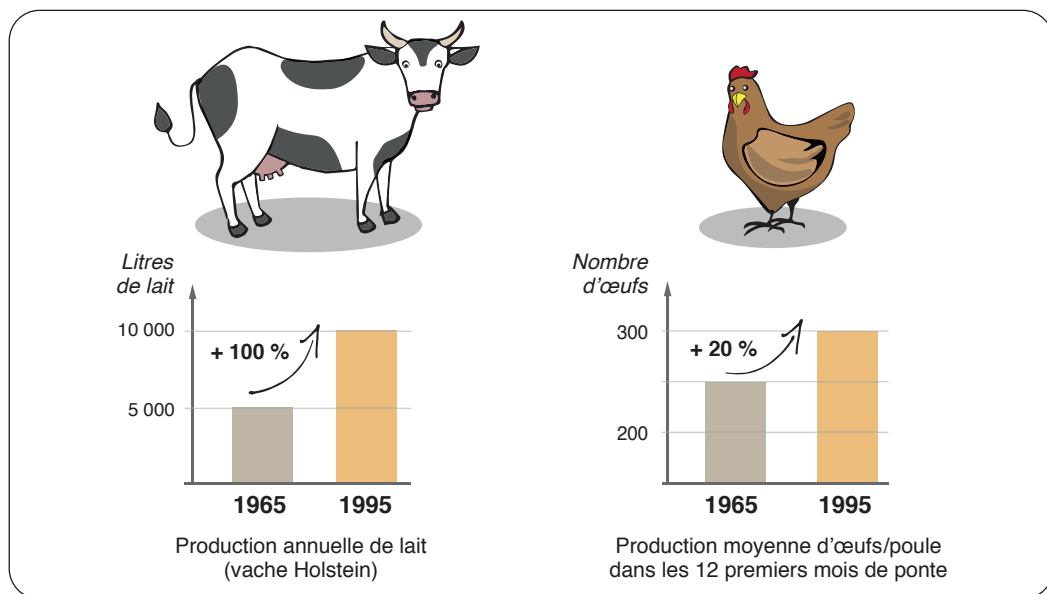 Litres
de lait
10 000
+ 100 %
5 000
1965
1995
Production annuelle de lait
(vache Holstein)
Nombre
d’œufs
300
+ 20 %
200
1965
1995
Production moyenne d’œufs/poule
dans les 12 premiers mois de ponte